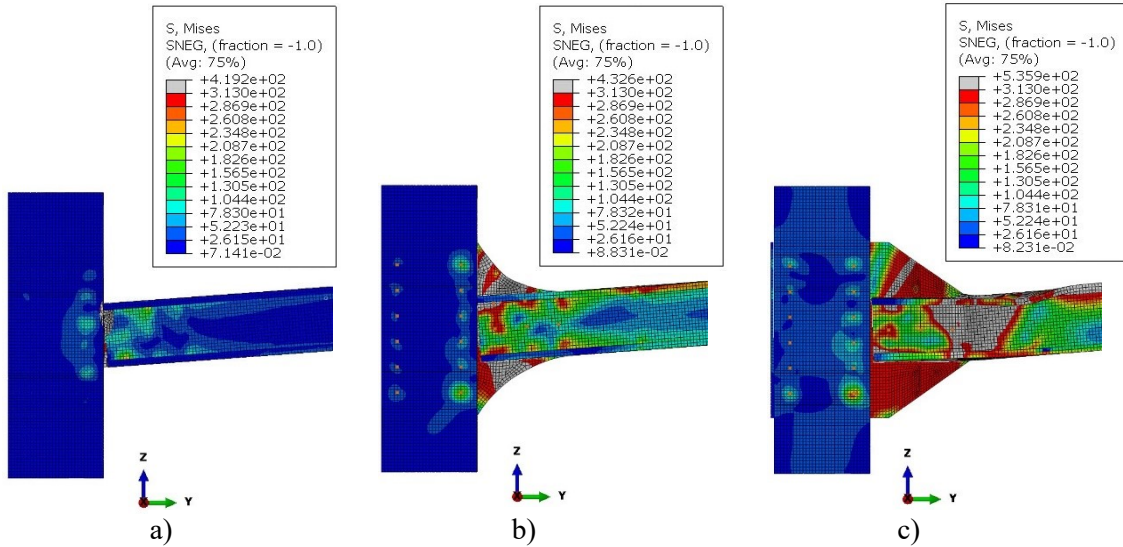 S, Mises
SNEG, (fraction = -1.0)
(Avg: 75%)
+4.192e+02
+3.130e+02
+2.869e+02
+2.608e+02
+2.348e+02
+2.087e+02
+1.826e+02
+1.565e+02
+1.305e+02
+1.044e+02
+7.830e+01
+5.223e+01
+2.615e+01
+7.141e-02
S, Mises
SNEG, (fraction = -1.0)
(Avg: 75%)
+4.326e+02
+3.130e+02
+2.869e+02
+2.608e+02
+2.348e+02
+2.087e+02
+1.826e+02
+1.565e+02
+1.305e+02
+1.044e+02
+7.832e+01
+5.224e+01
+2.616e+01
+8.831e-02
S, Mises
SNEG, (fraction = -1.0)
(Avg: 75%)
+5.359e+02
+3.130e+02
+2.869e+02
+2.608e+02
+2.348e+02
+2.087e+02
+1.826e+02
+1.565e+02
+1.305e+02
+1.044e+02
+7.831e+01
+5.224e+01
+2.616e+01
+8.231e-02
Z
Y
Z
Y
Z
Y
a)
b)
c)